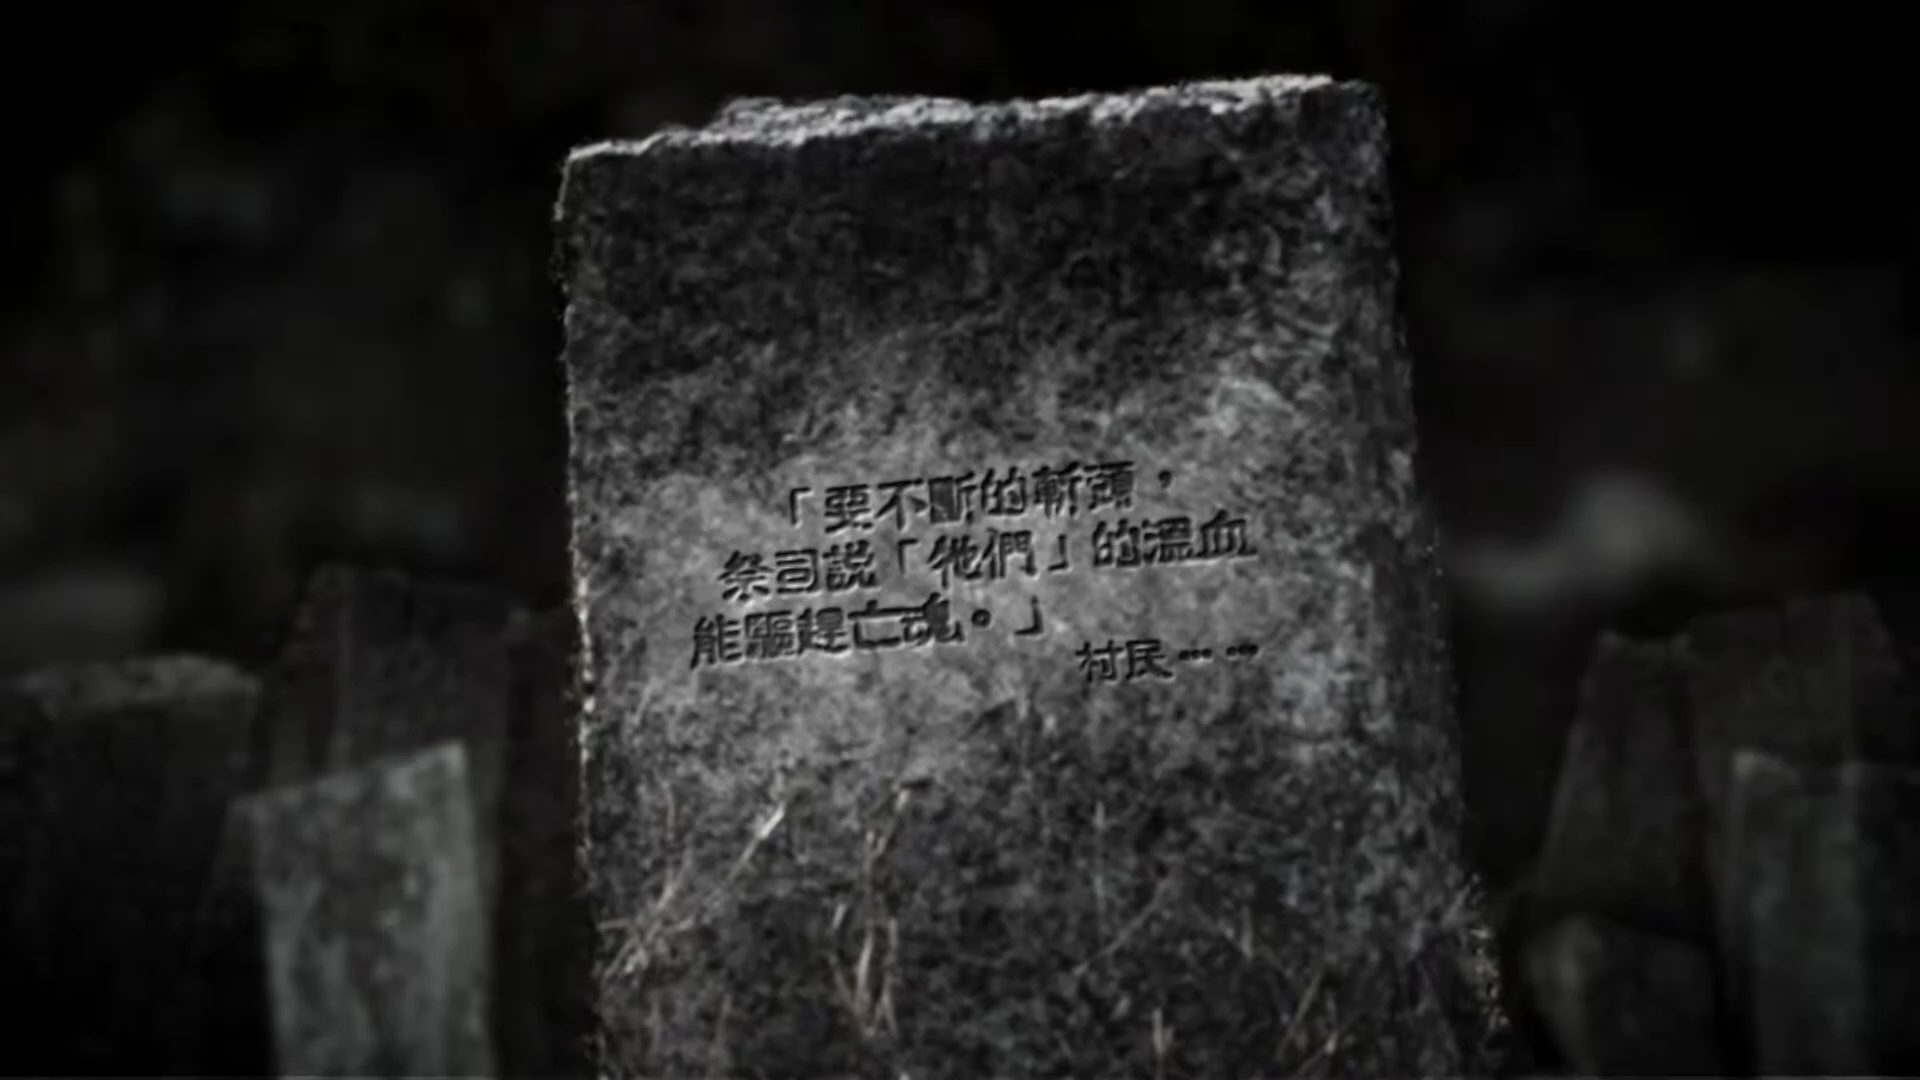 「要不斷的斬頭，
祭司說「牠們」的溫血
能驅趕亡魂。」
村民……